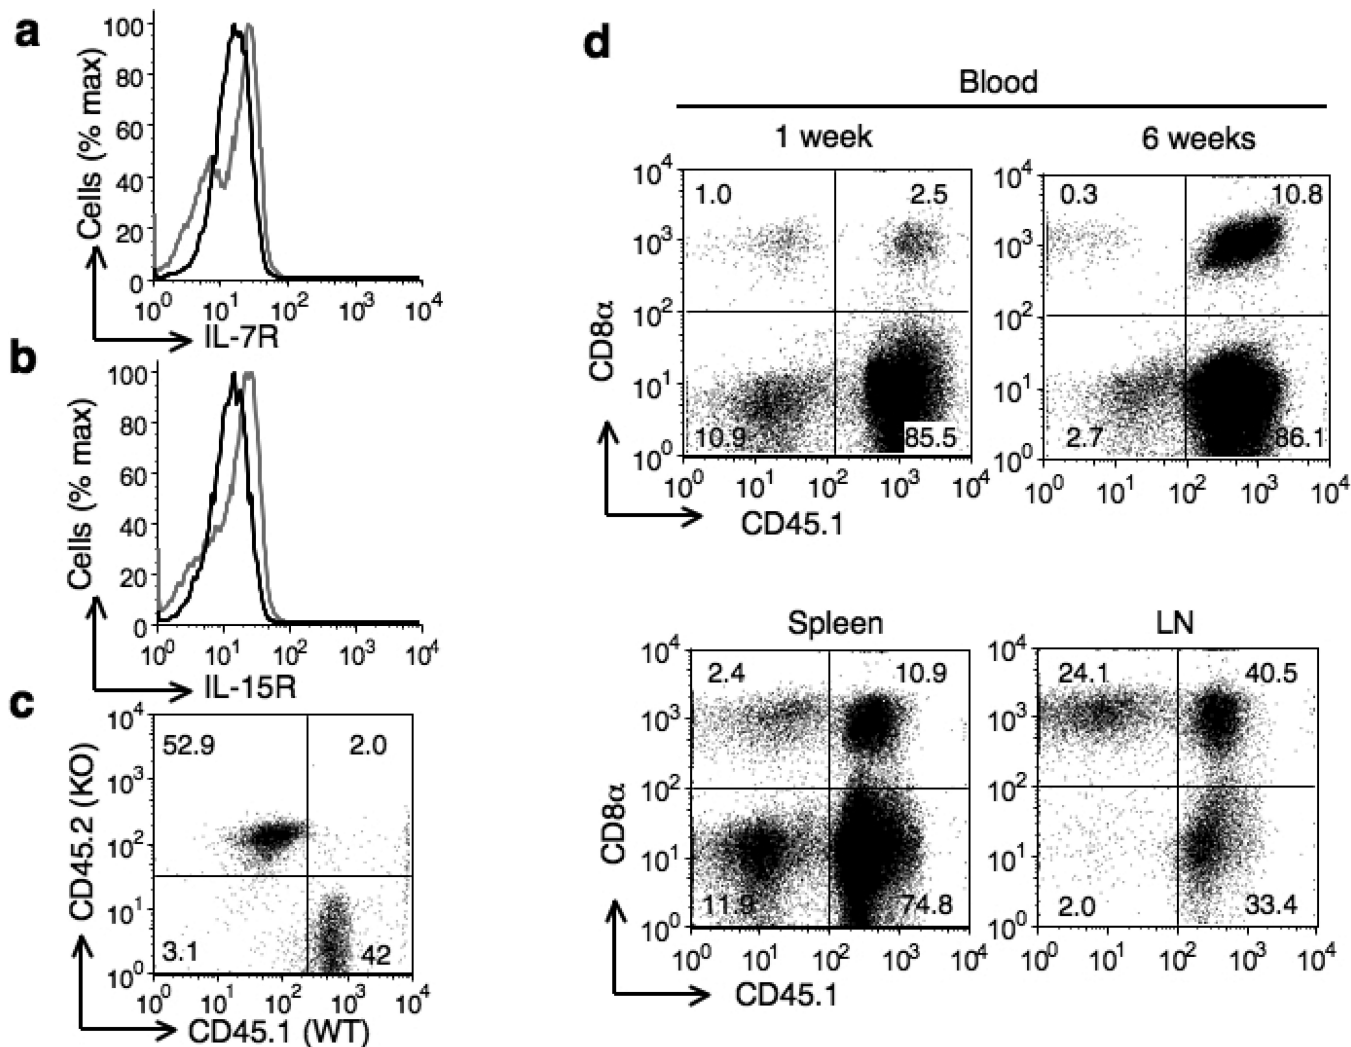 a
Cells (% max)
100
80
60
40
20
0
10⁰ 10¹ 10² 10³ 10⁴
IL-7R
b
Cells (% max)
100
80
60
40
20
0
10⁰ 10¹ 10² 10³ 10⁴
IL-15R
c
CD45.2 (KO)
10⁴
10³
10²
10¹
10⁰
52.9 2.0
3.1 42
10⁰ 10¹ 10² 10³ 10⁴
CD45.1 (WT)
d
Blood
1 week 6 weeks
CD8α
10⁴
10³
10²
10¹
10⁰
1.0 2.5
10.9 85.5
10⁰ 10¹ 10² 10³ 10⁴
CD45.1
10⁴
10³
10²
10¹
10⁰
0.3 10.8
2.7 86.1
10⁰ 10¹ 10² 10³ 10⁴
Spleen LN
CD8α
10⁴
10³
10²
10¹
10⁰
2.4 10.9
11.9 74.8
10⁰ 10¹ 10² 10³ 10⁴
CD45.1
10⁴
10³
10²
10¹
10⁰
24.1 40.5
2.0 33.4
10⁰ 10¹ 10² 10³ 10⁴